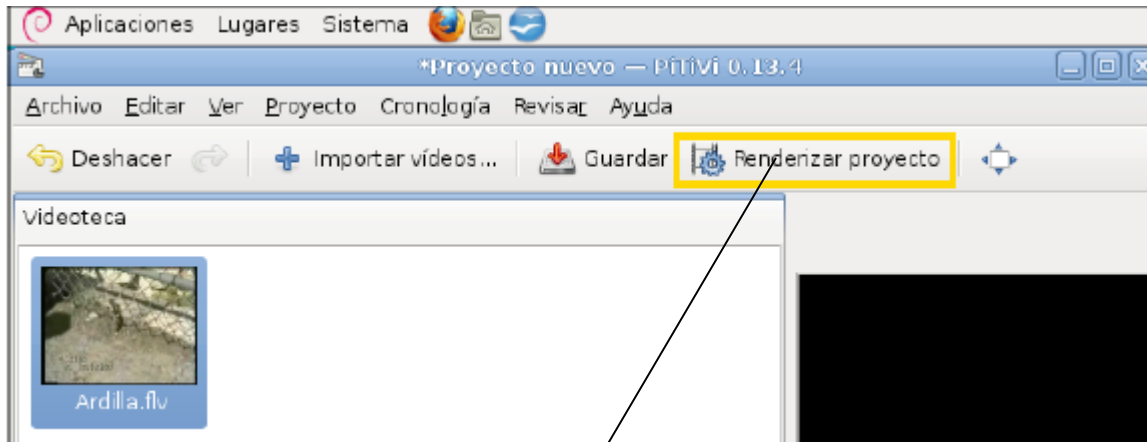 Aplicaciones Lugares Sistema
*Proyecto nuevo — PiTiVi 0.13.4
Archivo Editar Ver Proyecto Cronología Revisar Ayuda
Deshacer Importar vídeos... Guardar Renderizar proyecto
Videoteca
Ardilla.flv